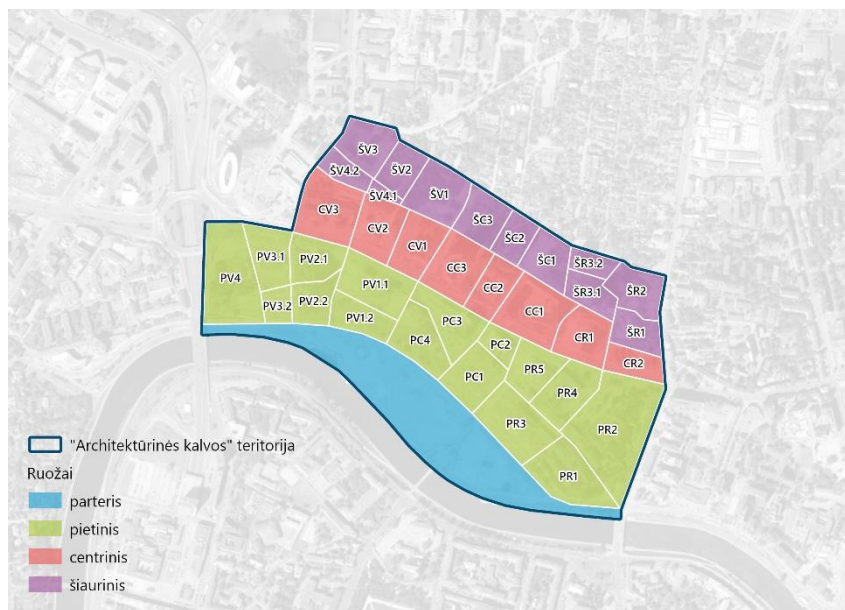 ŠV3
ŠV2
ŠV4.2
ŠV4.1
ŠV1
CV3
ŠC3
CV2
ŠC2
CV1
ŠC1
ŠR3.2
PV3.1
PV2.1
CC3
PV4
PV1.1
CC2
ŠR3.1
ŠR2
PV3.2
PV2.2
CC1
PV1.2
PC3
ŠR1
CR1
PC4
PC2
CR2
PR5
PC1
PR4
PR3
PR2
PR1
"Architektūrinės kalvos" teritorija
Ruožai
parteris
pietinis
centrinis
šiaurinis